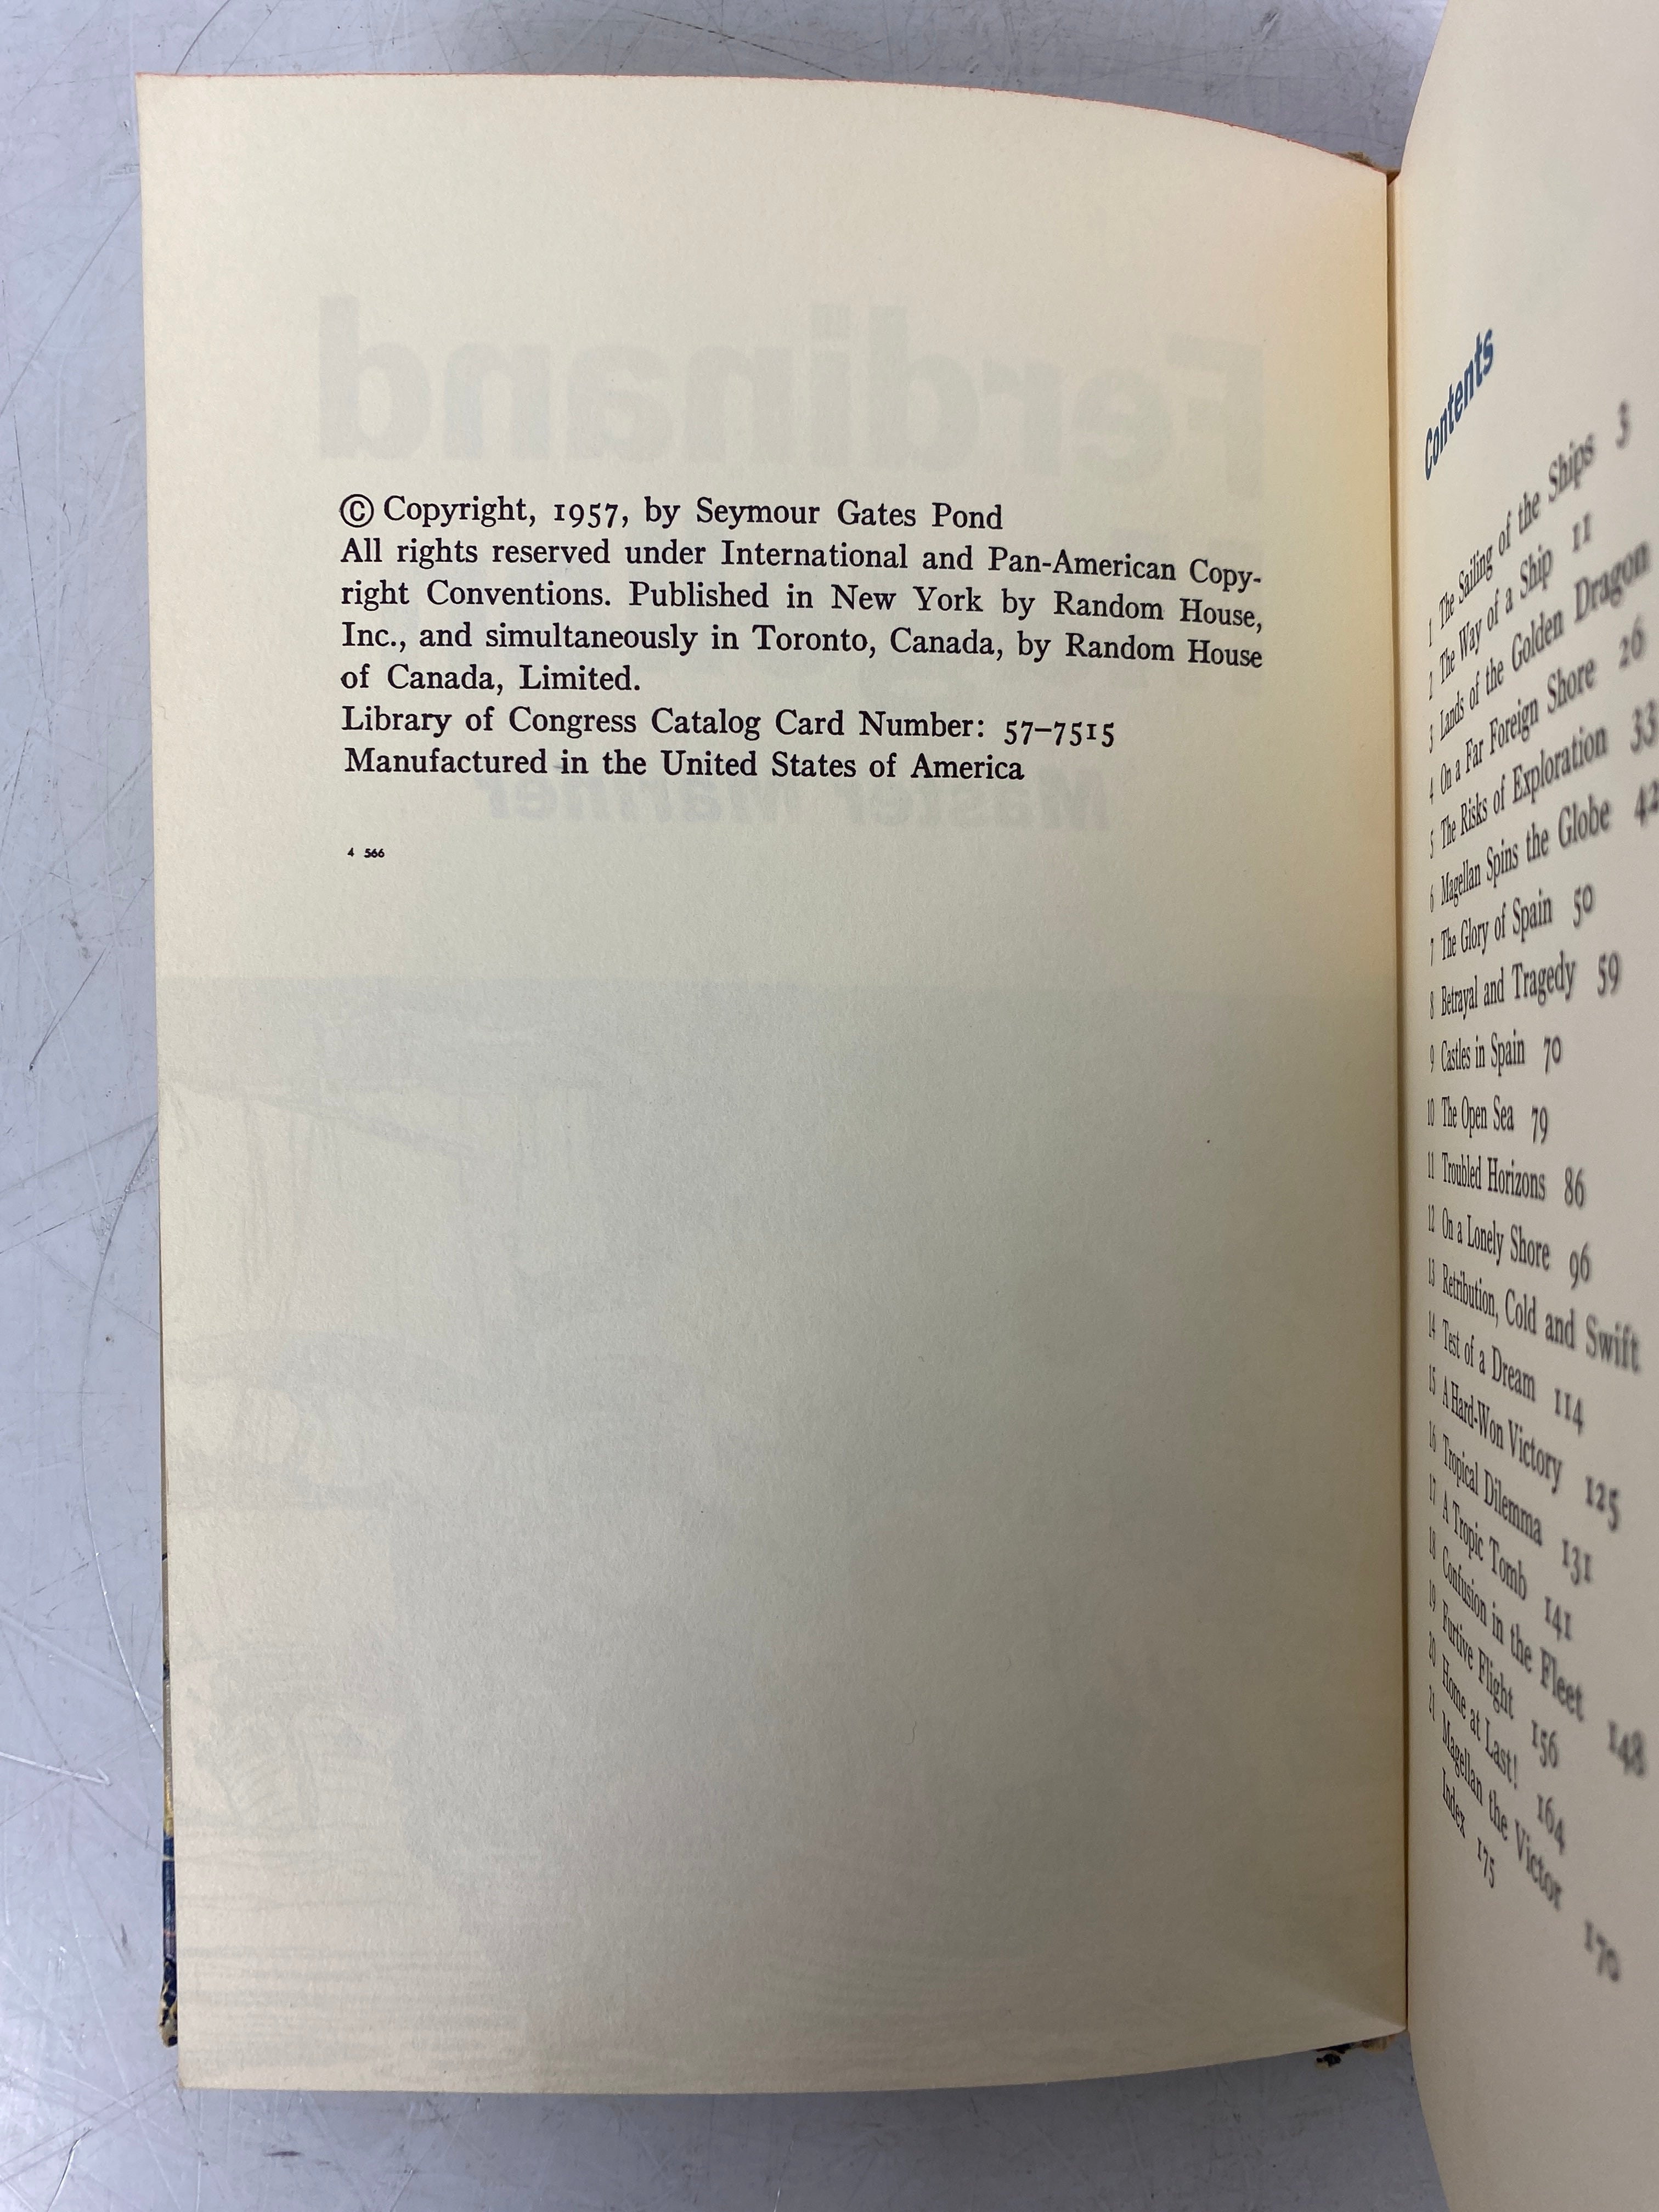 © Copyright, 1957, by Seymour Gates Pond
All rights reserved under International and Pan-American Copy-
right Conventions. Published in New York by Random House,
Inc., and simultaneously in Toronto, Canada, by Random House
of Canada, Limited.
Library of Congress Catalog Card Number: 57–7515
Manufactured in the United States of America
4 566
Ferdinand
Master Mariner
Contents
1 The Sailing of the Ships 3
2 The Way of a Ship 11
3 Lands of the Golden Dragon
4 On a Far Foreign Shore 26
5 The Risks of Exploration 33
6 Magellan Spins the Globe 42
7 The Glory of Spain 50
8 Betrayal and Tragedy 59
9 Castles in Spain 70
10 The Open Sea 79
11 Troubled Horizons 86
12 On a Lonely Shore 96
13 Retribution, Cold and Swift
14 Test of a Dream 114
15 A Hard-Won Victory 125
16 Tropical Dilemma 131
17 A Tropic Tomb 141
18 Confusion in the Fleet 148
19 Furtive Flight 156
20 Home at Last! 164
21 Magellan the Victor 170
Index 175